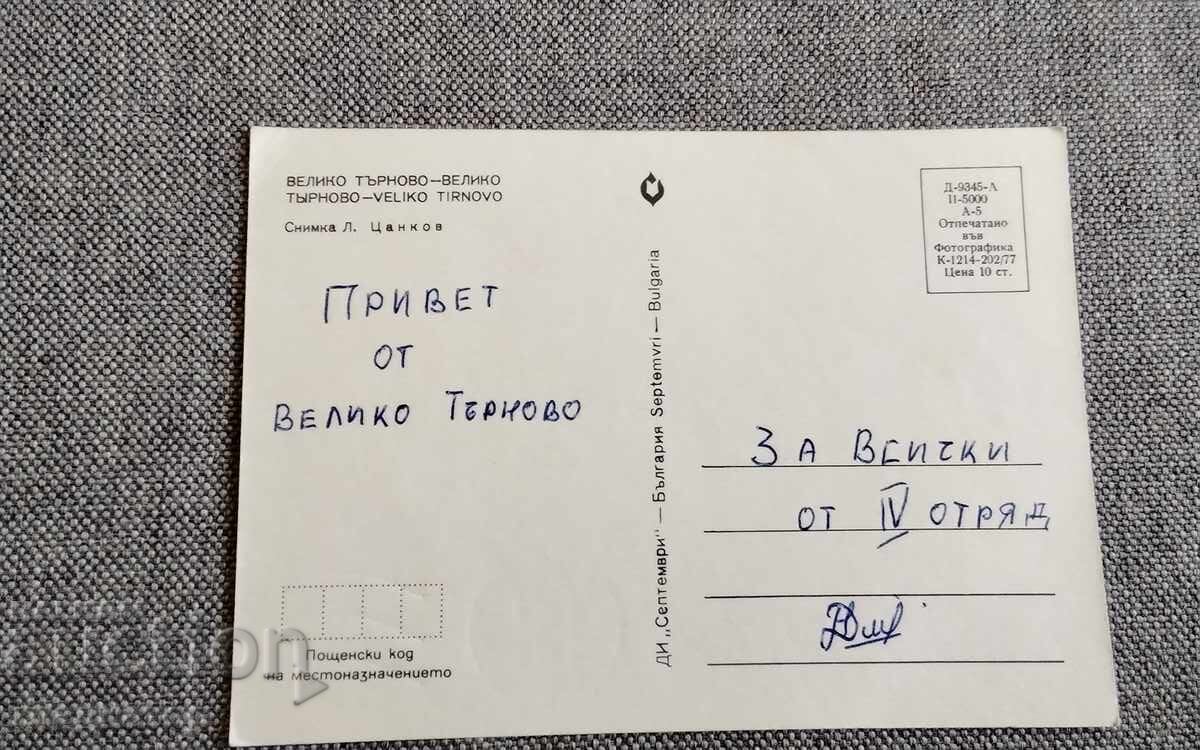 ВЕЛИКО ТЪРНОВО—ВЕЛИКО
ТЫРНОВО—VELIKO TIRNOVO
Снимка Л. Цанков
ПРИВЕТ
ОТ
ВЕЛИКО ТЪРНОВО
Пощенски код
на местоназначението
ДИ „Септември" — България Septemvri — Bulgaria
Д-9345-А
II-5000
А-5
Отпечатано
във
Фотографика
К-1214-202/77
Цена 10 ст.
ЗА ВСИЧКИ
ОТ IV ОТРЯД